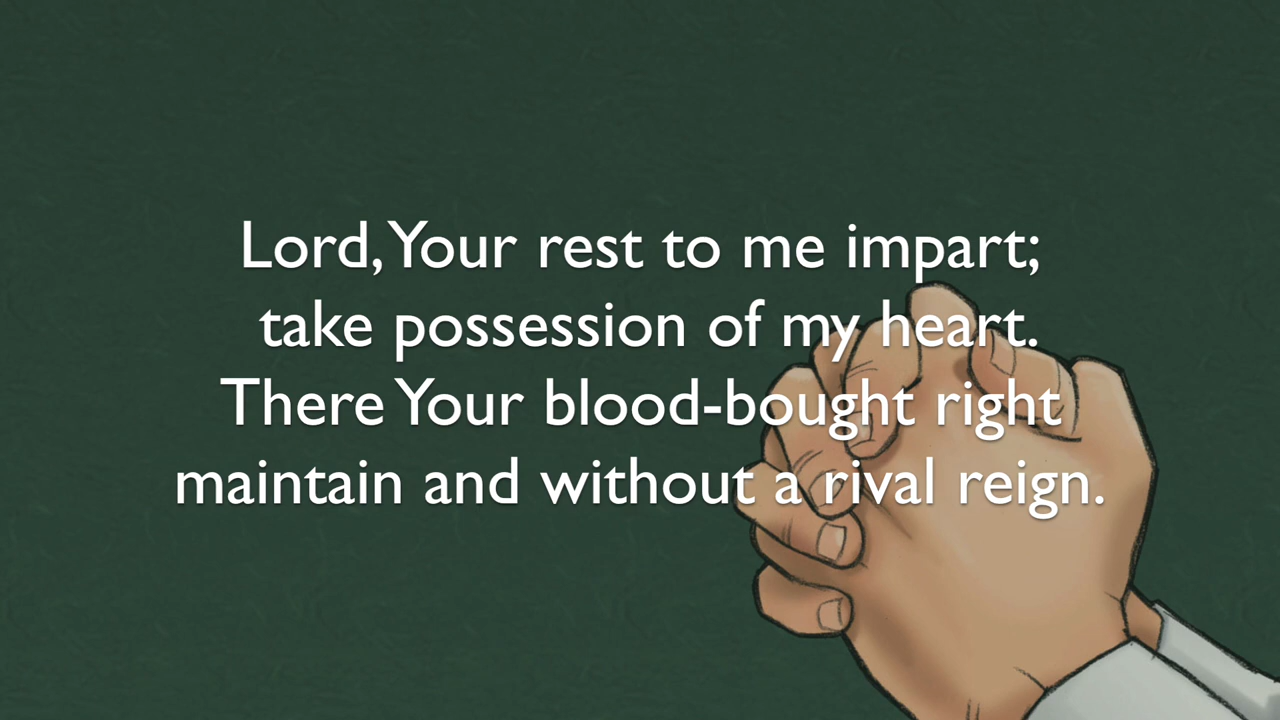 Lord, Your rest to me impart;
take possession of my heart.
There Your blood-bought right
maintain and without a rival reign.